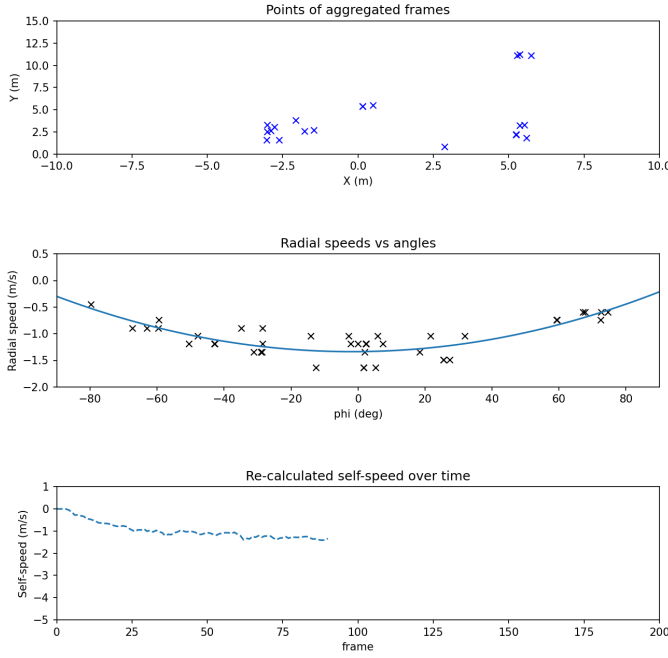 Points of aggregated frames
15.0
12.5
10.0
7.5
5.0
2.5
0.0
Y (m)
−10.0 −7.5 −5.0 −2.5 0.0 2.5 5.0 7.5 10.0
X (m)
Radial speeds vs angles
0.5
0.0
−0.5
−1.0
−1.5
−2.0
Radial speed (m/s)
−80 −60 −40 −20 0 20 40 60 80
phi (deg)
Re-calculated self-speed over time
1
0
−1
−2
−3
−4
−5
Self-speed (m/s)
0 25 50 75 100 125 150 175 200
frame